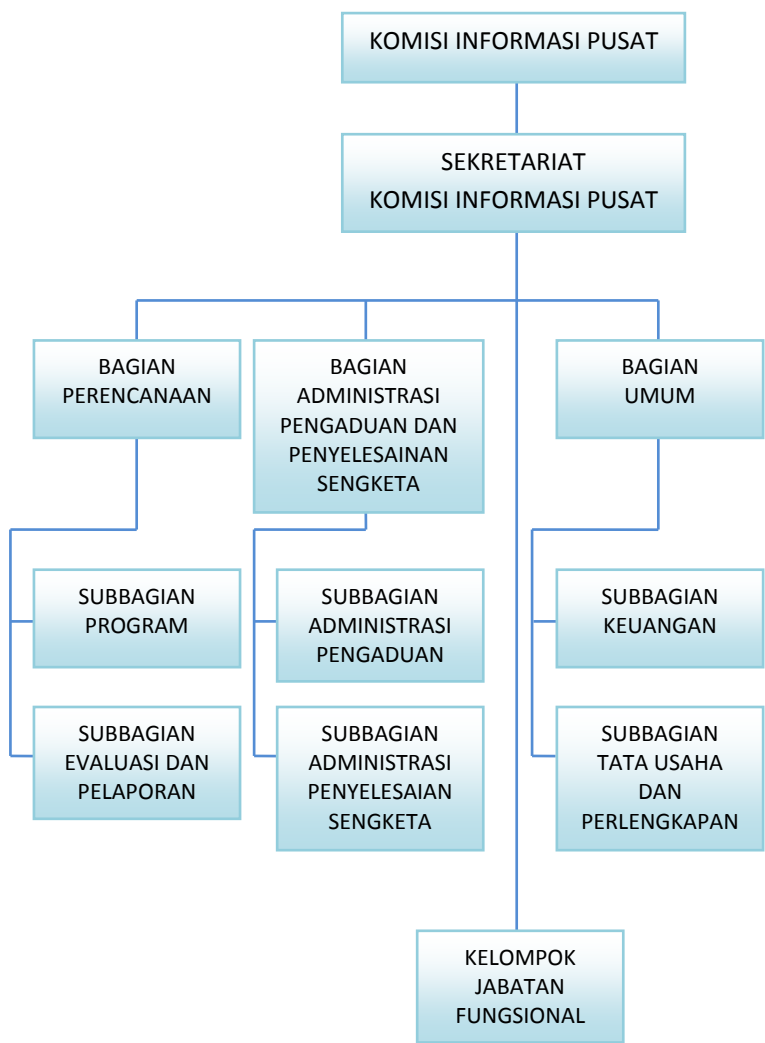 KOMISI INFORMASI PUSAT
SEKRETARIAT
KOMISI INFORMASI PUSAT
BAGIAN
PERENCANAAN
BAGIAN
ADMINISTRASI
PENGADUAN DAN
PENYELESAINAN
SENGKETA
BAGIAN
UMUM
SUBBAGIAN
PROGRAM
SUBBAGIAN
ADMINISTRASI
PENGADUAN
SUBBAGIAN
KEUANGAN
SUBBAGIAN
EVALUASI DAN
PELAPORAN
SUBBAGIAN
ADMINISTRASI
PENYELESAIAN
SENGKETA
SUBBAGIAN
TATA USAHA
DAN
PERLENGKAPAN
KELOMPOK
JABATAN
FUNGSIONAL